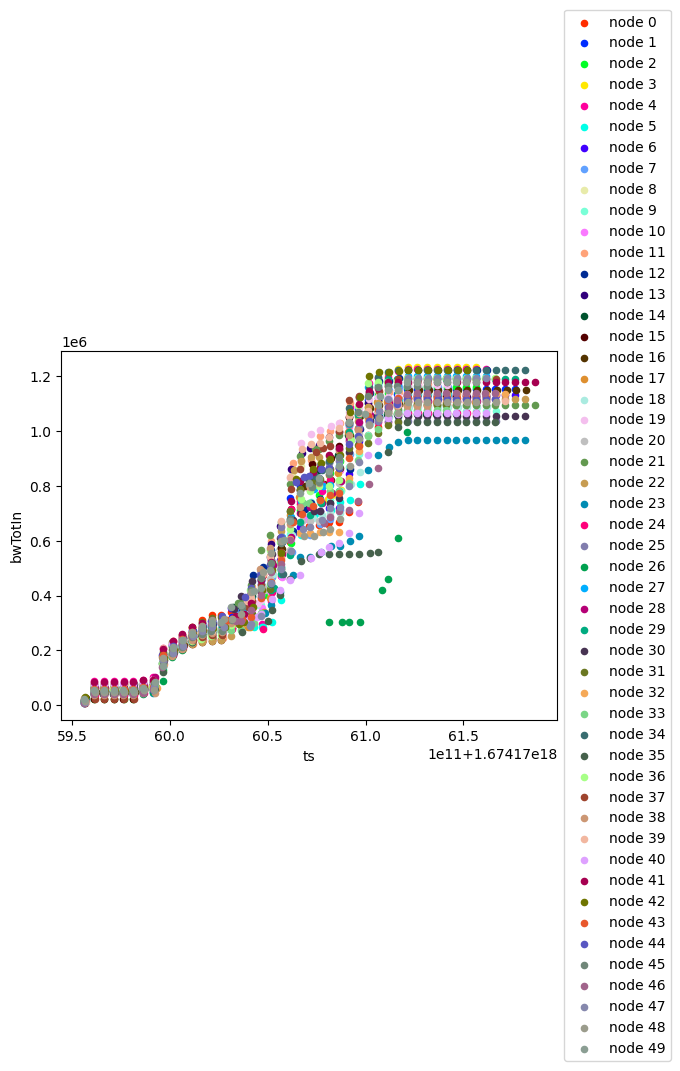 1e6
1.2
1.0
0.8
0.6
0.4
0.2
0.0
bwTotIn
59.5 60.0 60.5 61.0 61.5
ts
1e11+1.67417e18
node 0
node 1
node 2
node 3
node 4
node 5
node 6
node 7
node 8
node 9
node 10
node 11
node 12
node 13
node 14
node 15
node 16
node 17
node 18
node 19
node 20
node 21
node 22
node 23
node 24
node 25
node 26
node 27
node 28
node 29
node 30
node 31
node 32
node 33
node 34
node 35
node 36
node 37
node 38
node 39
node 40
node 41
node 42
node 43
node 44
node 45
node 46
node 47
node 48
node 49